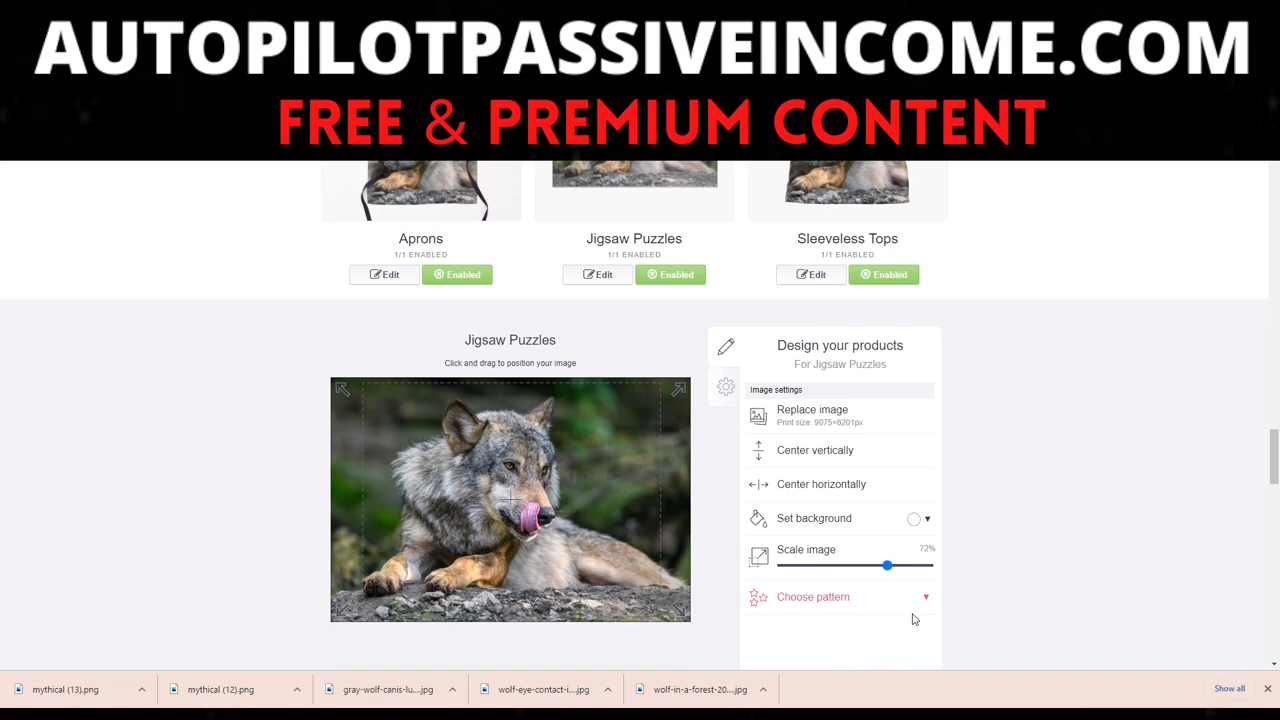 AUTOPILOTPASSIVEINCOME.COM
FREE & PREMIUM CONTENT
Aprons
1/1 ENABLED
Edit
Enabled
Jigsaw Puzzles
1/1 ENABLED
Edit
Enabled
Sleeveless Tops
1/1 ENABLED
Edit
Enabled
Jigsaw Puzzles
Click and drag to position your image
Design your products
For Jigsaw Puzzles
Image settings
Replace image
Print size: 9075×6201px
Center vertically
Center horizontally
Set background
Scale image 72%
Choose pattern
mythical (13).png
mythical (12).png
gray-wolf-canis-lu....jpg
wolf-eye-contact-i....jpg
wolf-in-a-forest-20....jpg
Show all